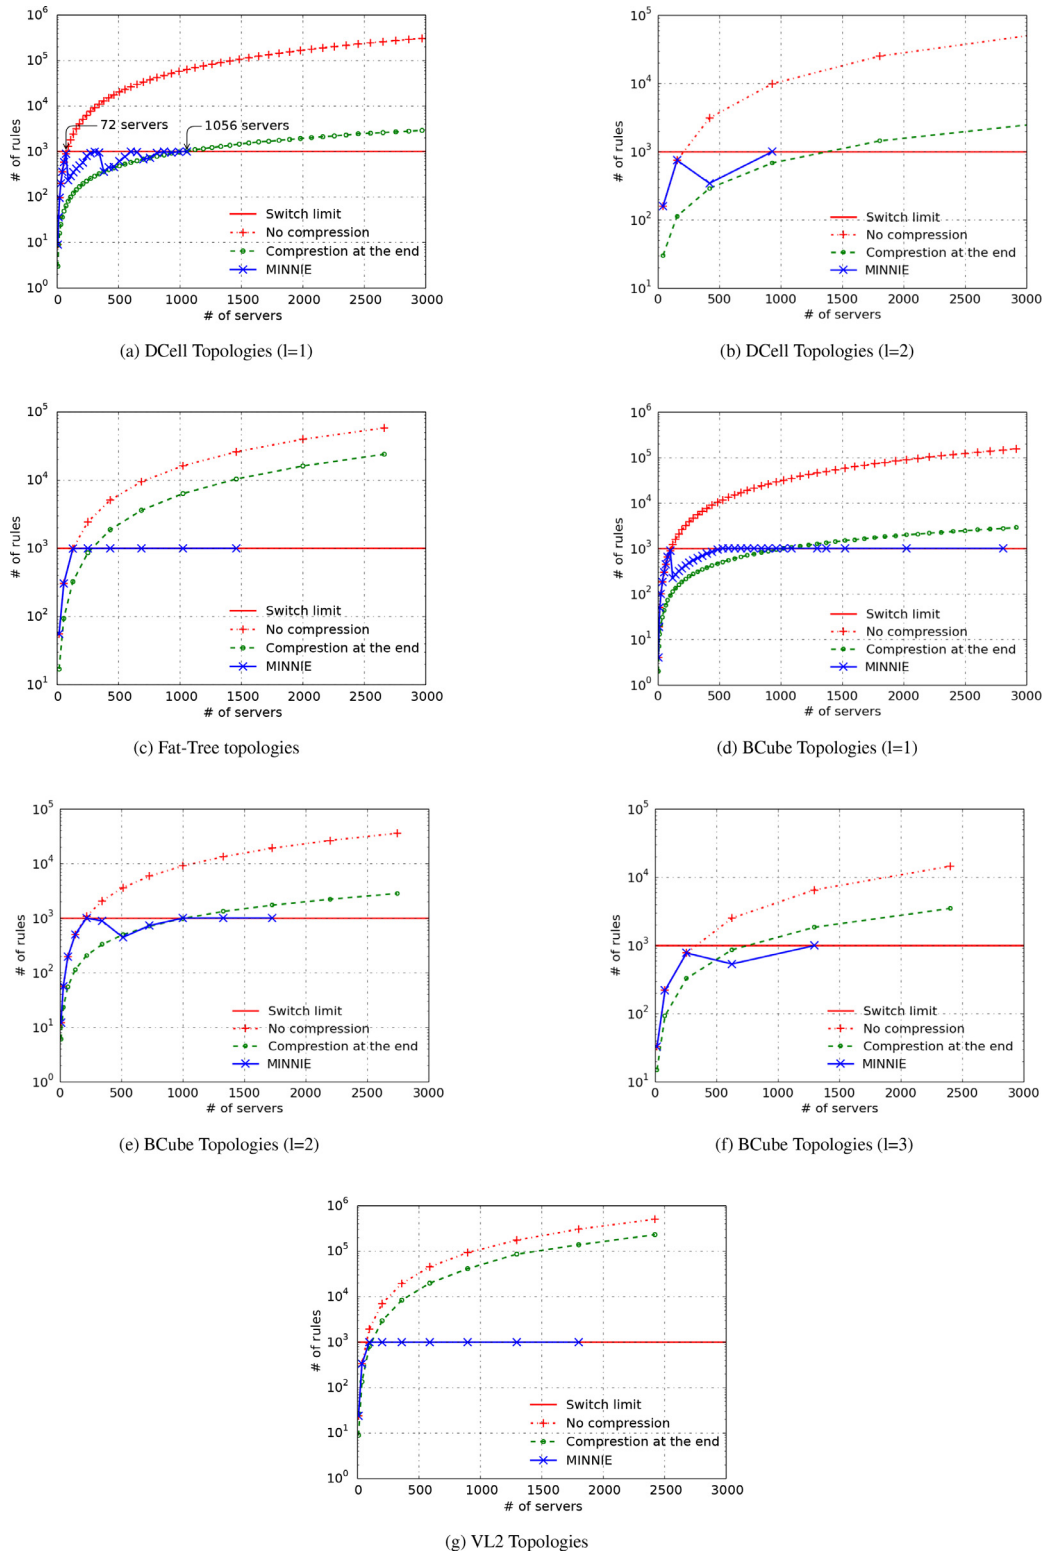 10^6
10^5
10^4
10^3
10^2
10^1
10^0
# of rules
72 servers
1056 servers
Switch limit
No compression
Comprestion at the end
MINNIE
0 500 1000 1500 2000 2500 3000
# of servers
(a) DCell Topologies (l=1)
10^5
10^4
10^3
10^2
10^1
# of rules
Switch limit
No compression
Comprestion at the end
MINNIE
0 500 1000 1500 2000 2500 3000
# of servers
(b) DCell Topologies (l=2)
10^5
10^4
10^3
10^2
10^1
# of rules
Switch limit
No compression
Comprestion at the end
MINNIE
0 500 1000 1500 2000 2500 3000
# of servers
(c) Fat-Tree topologies
10^6
10^5
10^4
10^3
10^2
10^1
10^0
# of rules
Switch limit
No compression
Comprestion at the end
MINNIE
0 500 1000 1500 2000 2500 3000
# of servers
(d) BCube Topologies (l=1)
10^5
10^4
10^3
10^2
10^1
10^0
# of rules
Switch limit
No compression
Comprestion at the end
MINNIE
0 500 1000 1500 2000 2500 3000
# of servers
(e) BCube Topologies (l=2)
10^5
10^4
10^3
10^2
10^1
# of rules
Switch limit
No compression
Comprestion at the end
MINNIE
0 500 1000 1500 2000 2500 3000
# of servers
(f) BCube Topologies (l=3)
10^6
10^5
10^4
10^3
10^2
10^1
10^0
# of rules
Switch limit
No compression
Comprestion at the end
MINNIE
0 500 1000 1500 2000 2500 3000
# of servers
(g) VL2 Topologies